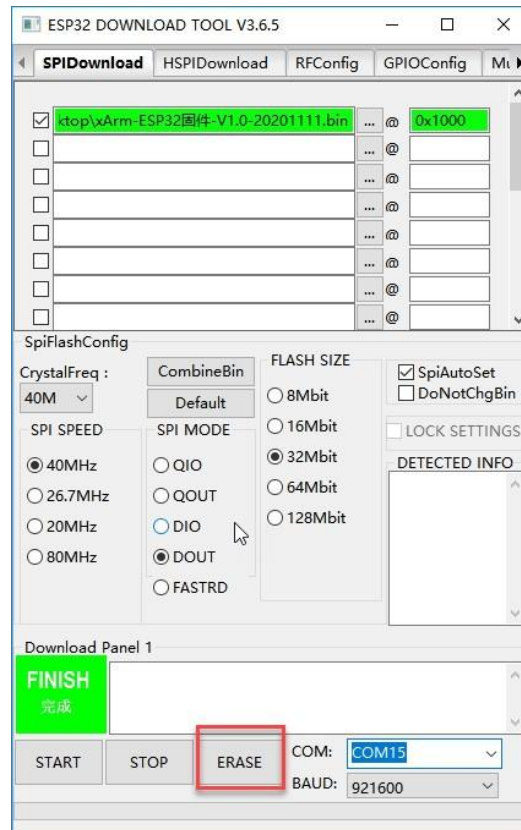 ESP32 DOWNLOAD TOOL V3.6.5
SPIDownload HSPIDownload RFConfig GPIOConfig
ktop\xArm-ESP32固件-V1.0-20201111.bin ... @ 0x1000
... @
... @
... @
... @
... @
... @
... @
SpiFlashConfig
CrystalFreq :
40M
CombineBin
Default
SPI SPEED
40MHz
26.7MHz
20MHz
80MHz
SPI MODE
QIO
QOUT
DIO
DOUT
FASTRD
FLASH SIZE
8Mbit
16Mbit
32Mbit
64Mbit
128Mbit
SpiAutoSet
DoNotChgBin
LOCK SETTINGS
DETECTED INFO
Download Panel 1
FINISH
完成
START STOP ERASE
COM: COM15
BAUD: 921600